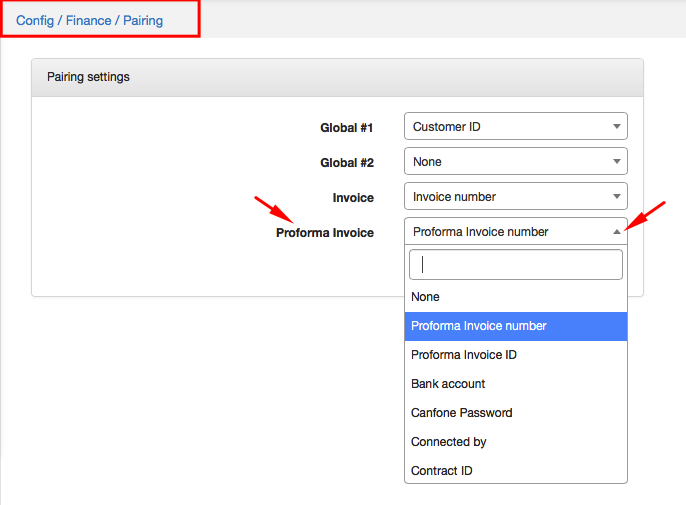 Config / Finance / Pairing
Pairing settings
Global #1 Customer ID
Global #2 None
Invoice Invoice number
Proforma Invoice Proforma Invoice number
None
Proforma Invoice number
Proforma Invoice ID
Bank account
Canfone Password
Connected by
Contract ID